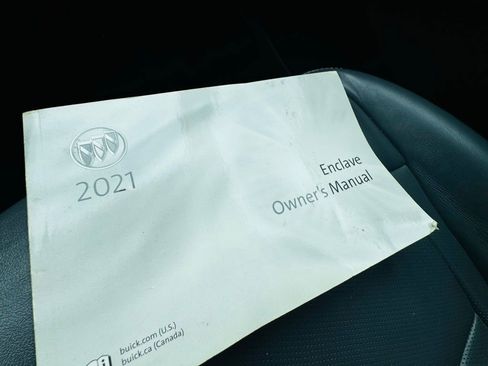 2021
Enclave
Owner's Manual
buick.com (U.S.)
buick.ca (Canada)